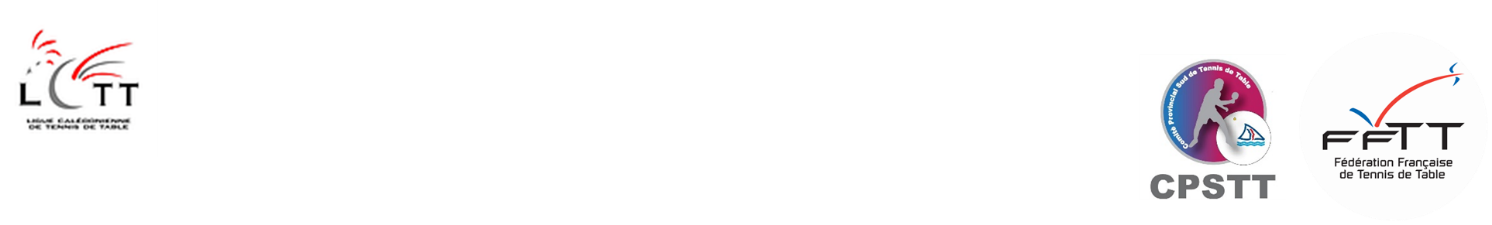 LCTT
LIGUE CALÉDONIENNE
DE TENNIS DE TABLE
Comité Provincial Sud de Tennis de Table
CPSTT
FFTT
Fédération Française
de Tennis de Table